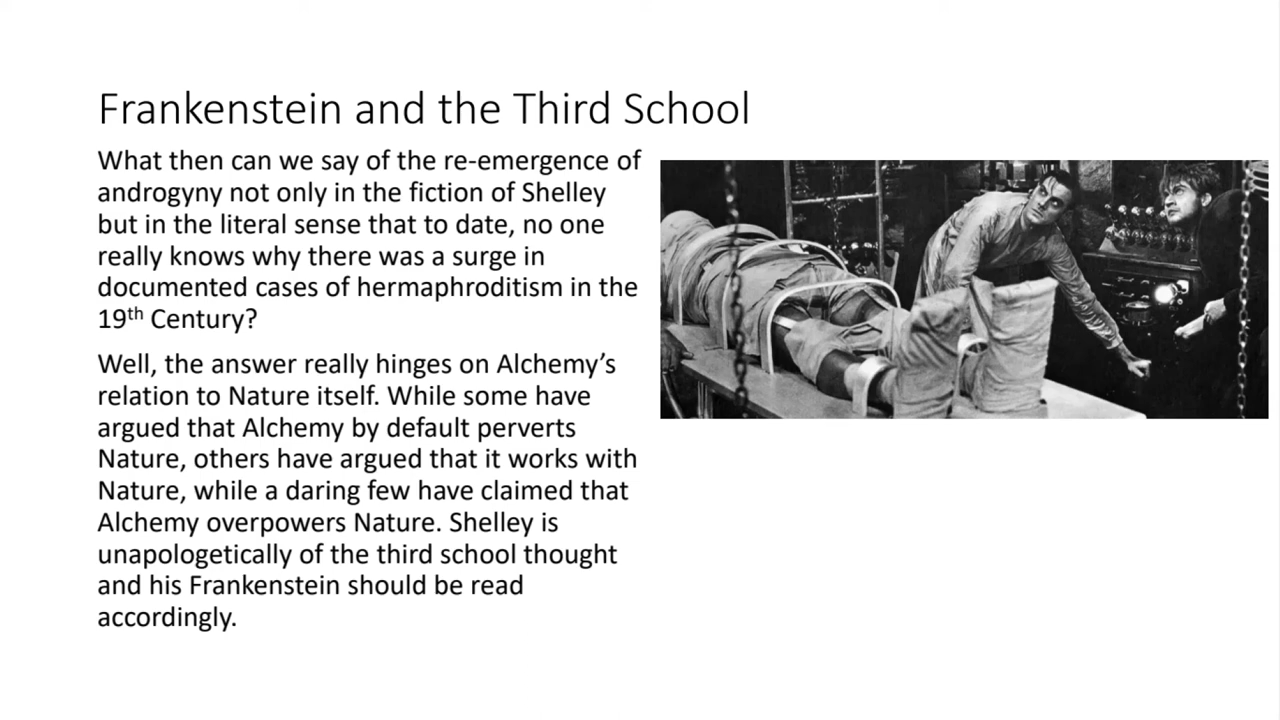 Frankenstein and the Third School
What then can we say of the re-emergence of
androgyny not only in the fiction of Shelley
but in the literal sense that to date, no one
really knows why there was a surge in
documented cases of hermaphroditism in the
19th Century?
Well, the answer really hinges on Alchemy’s
relation to Nature itself. While some have
argued that Alchemy by default perverts
Nature, others have argued that it works with
Nature, while a daring few have claimed that
Alchemy overpowers Nature. Shelley is
unapologetically of the third school thought
and his Frankenstein should be read
accordingly.